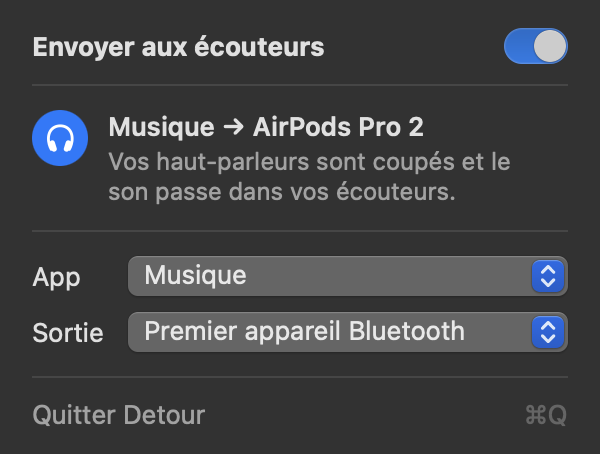 Envoyer aux écouteurs
Musique → AirPods Pro 2
Vos haut-parleurs sont coupés et le
son passe dans vos écouteurs.
App
Musique
Sortie
Premier appareil Bluetooth
Quitter Detour ⌘Q